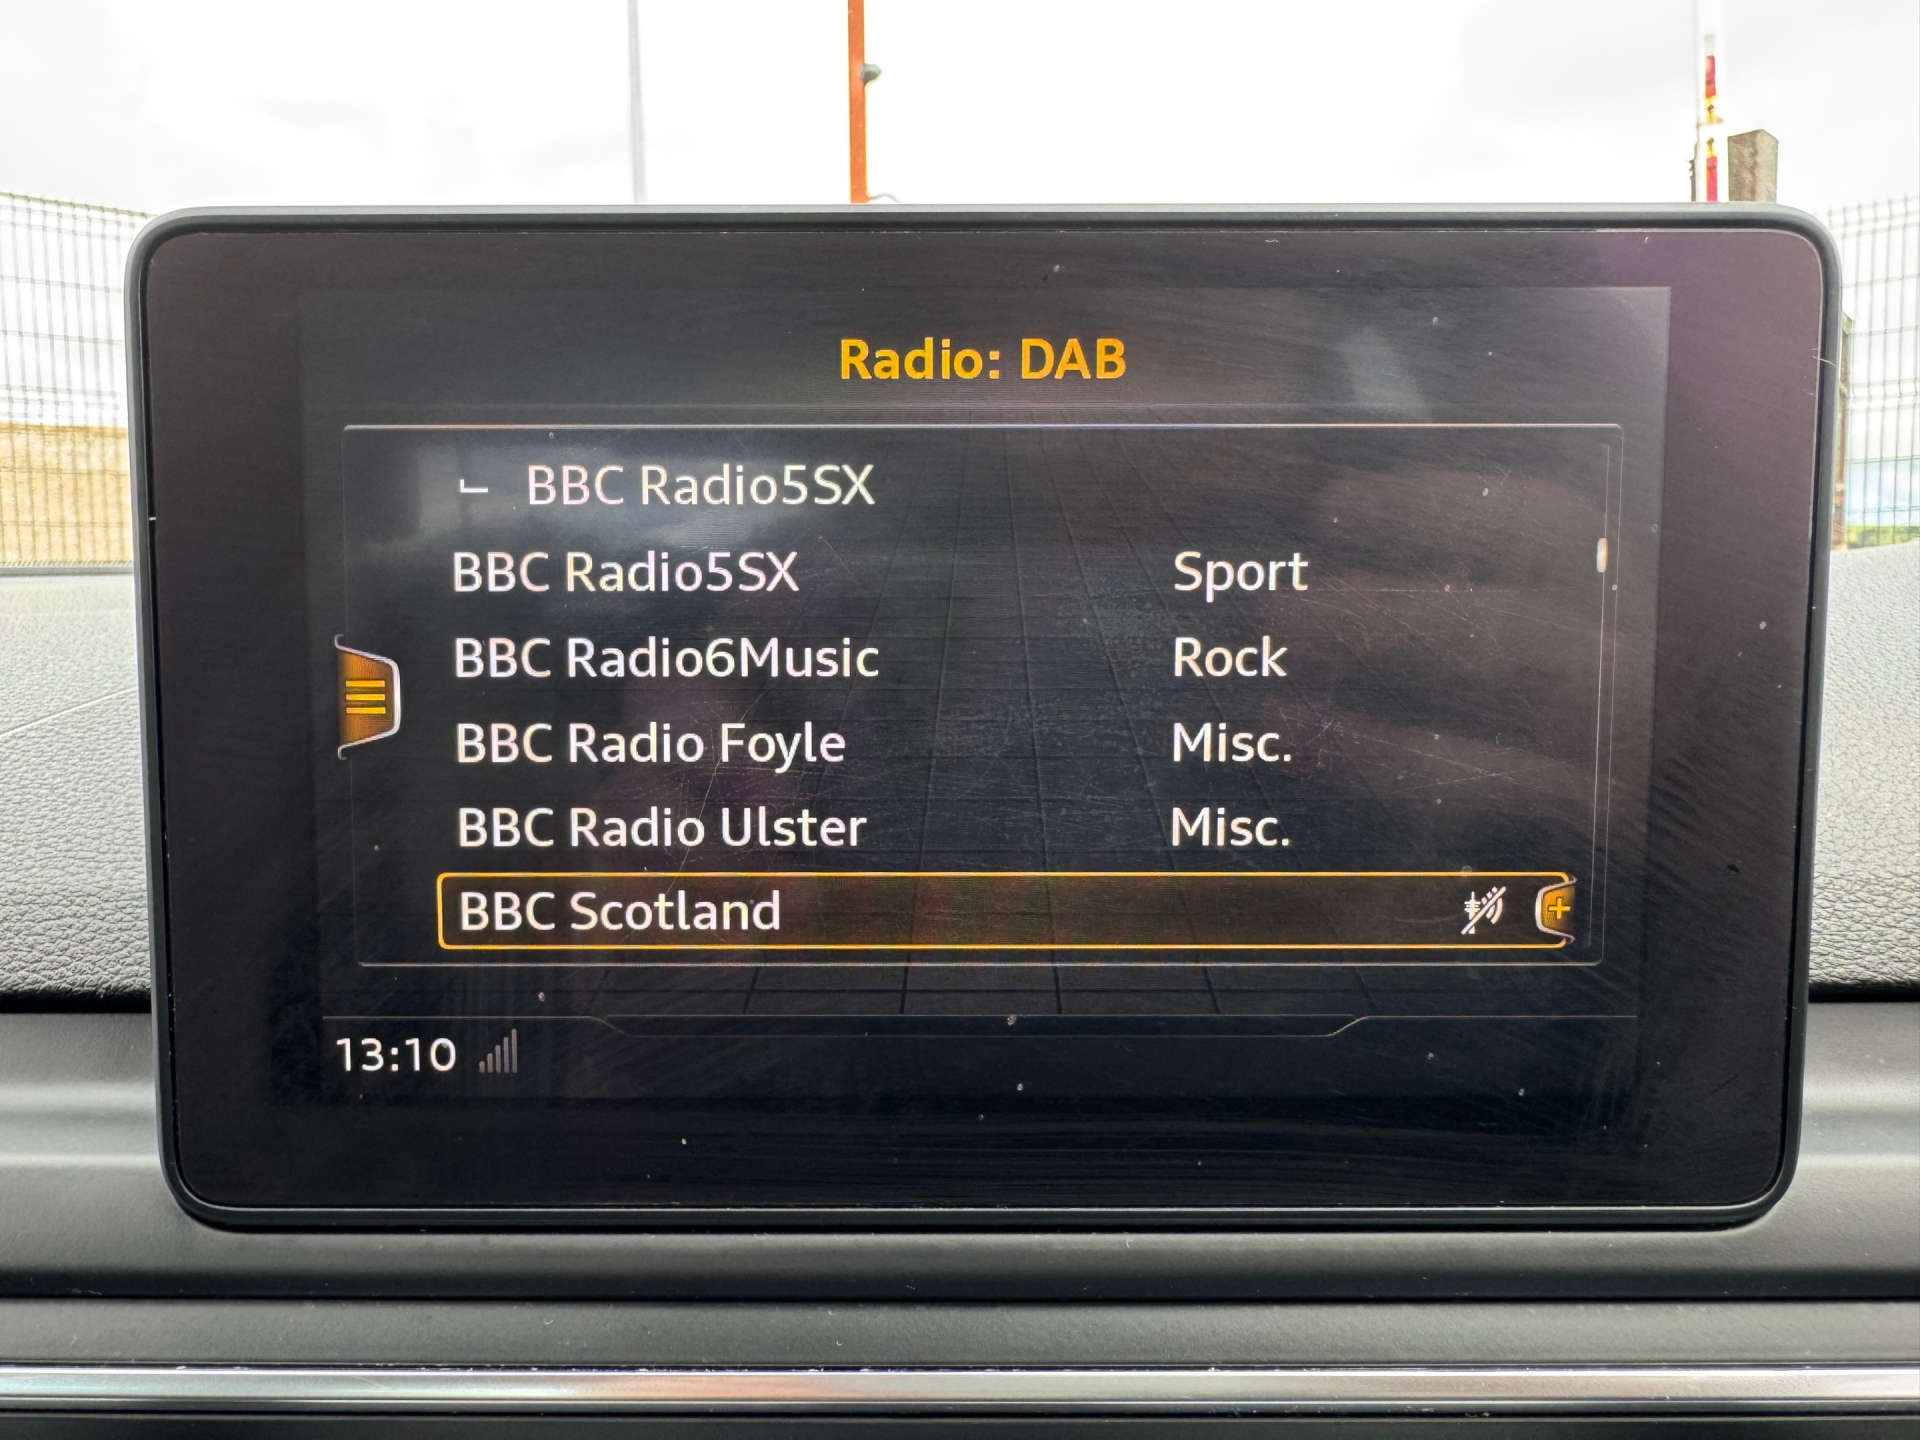 Radio: DAB
BBC Radio5SX
BBC Radio5SX Sport
BBC Radio6Music Rock
BBC Radio Foyle Misc.
BBC Radio Ulster Misc.
BBC Scotland
13:10